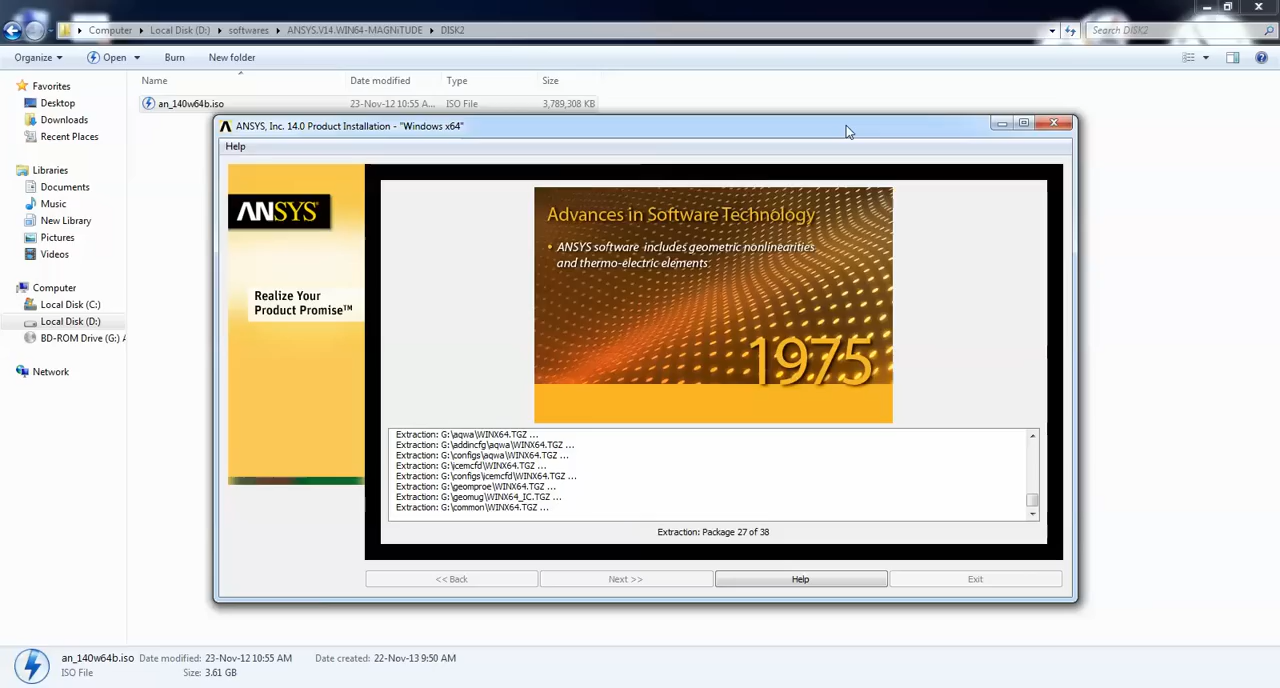 Computer Local Disk (D:) softwares ANSYS.V14.WIN64-MAGNiTUDE DISK2 Search DISK2
Organize Open Burn New folder
Name Date modified Type Size
an_140w64b.iso 23-Nov-12 10:55 A... ISO File 3,789,308 KB
Favorites
Desktop
Downloads
Recent Places
Libraries
Documents
Music
New Library
Pictures
Videos
Computer
Local Disk (C:)
Local Disk (D:)
BD-ROM Drive (G:) A
Network
ANSYS, Inc. 14.0 Product Installation - "Windows x64"
Help
ANSYS®
Realize Your
Product Promise™
Advances in Software Technology
• ANSYS software includes geometric nonlinearities
and thermo-electric elements
1975
Extraction: G:\aqwa\WINX64.TGZ ...
Extraction: G:\addincfg\aqwa\WINX64.TGZ ...
Extraction: G:\configs\aqwa\WINX64.TGZ ...
Extraction: G:\icemcfd\WINX64.TGZ ...
Extraction: G:\configs\icemcfd\WINX64.TGZ ...
Extraction: G:\geomproe\WINX64.TGZ ...
Extraction: G:\geomug\WINX64_IC.TGZ ...
Extraction: G:\common\WINX64.TGZ ...
Extraction: Package 27 of 38
<< Back Next >> Help Exit
an_140w64b.iso Date modified: 23-Nov-12 10:55 AM Date created: 22-Nov-13 9:50 AM
ISO File Size: 3.61 GB